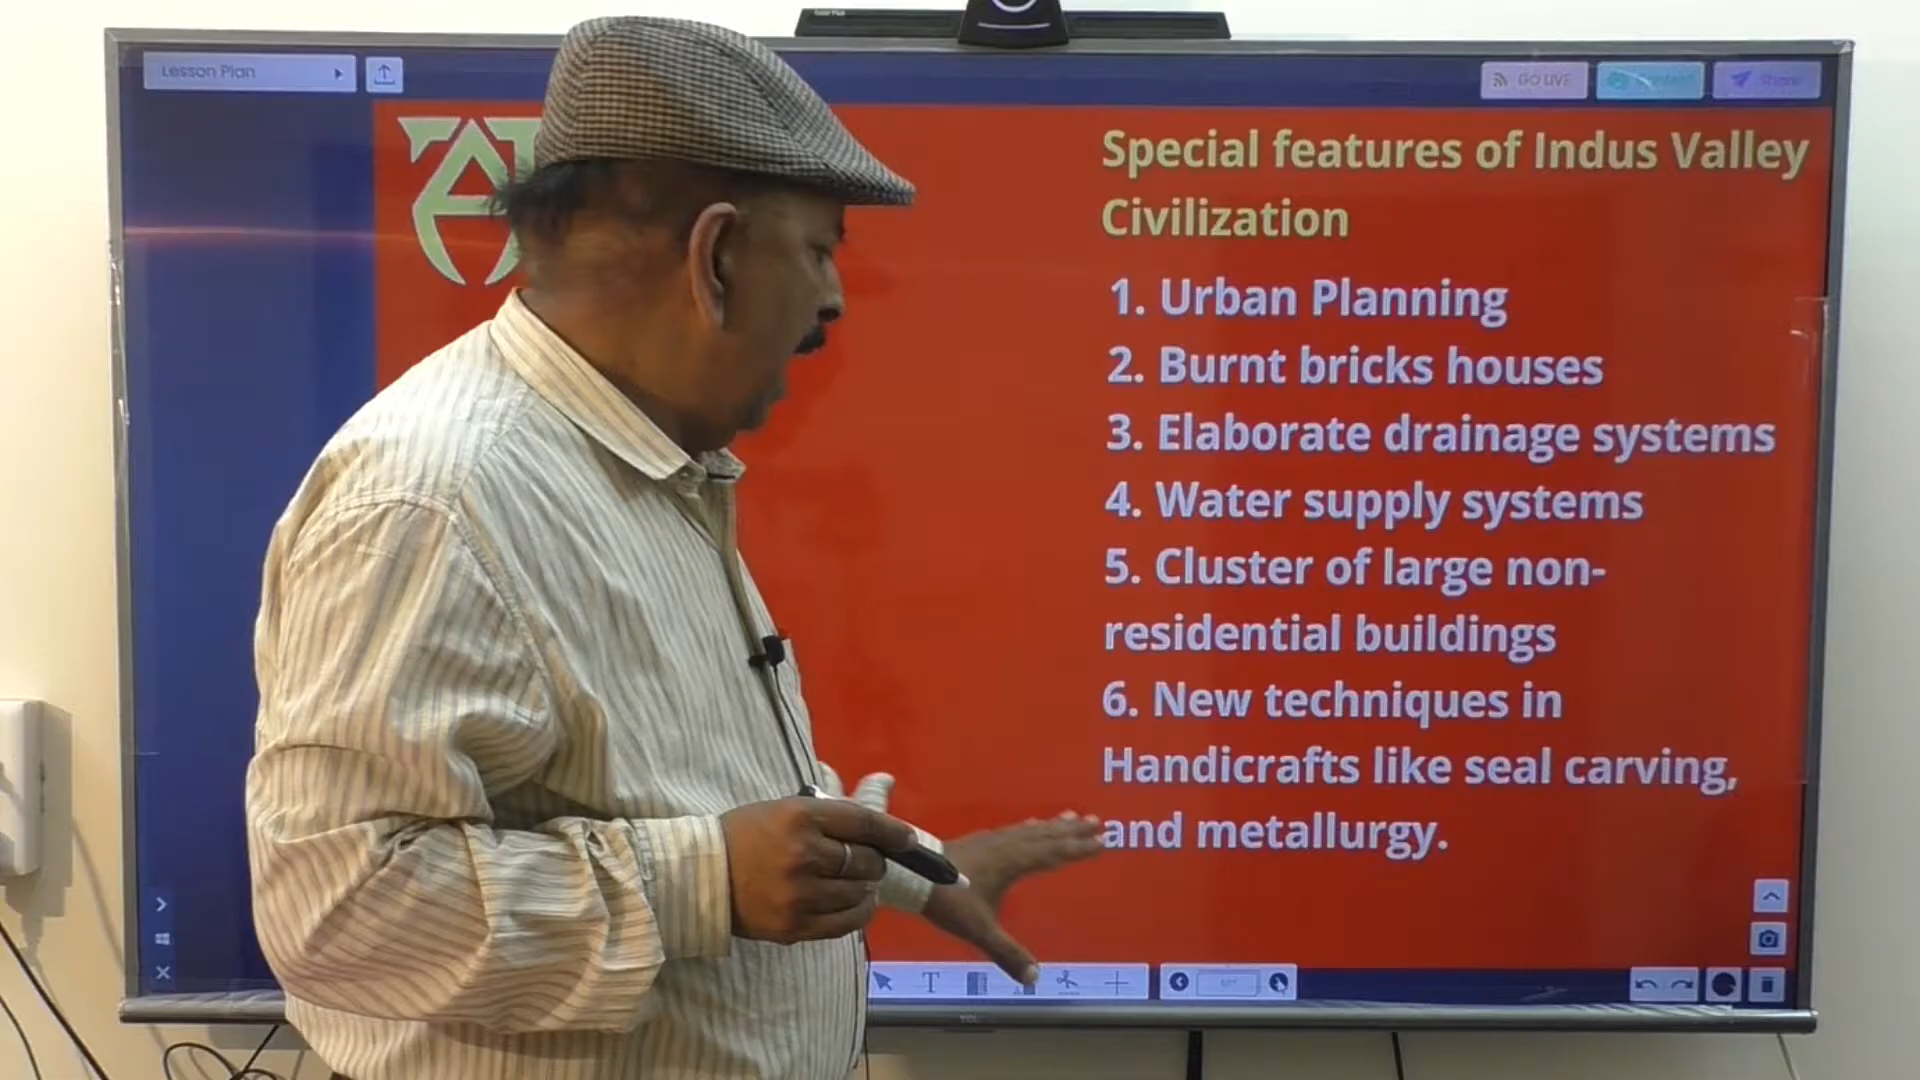 Lesson Plan
GO LIVE
Share
Special features of Indus Valley
Civilization
1. Urban Planning
2. Burnt bricks houses
3. Elaborate drainage systems
4. Water supply systems
5. Cluster of large non-
residential buildings
6. New techniques in
Handicrafts like seal carving,
and metallurgy.
T
TCL